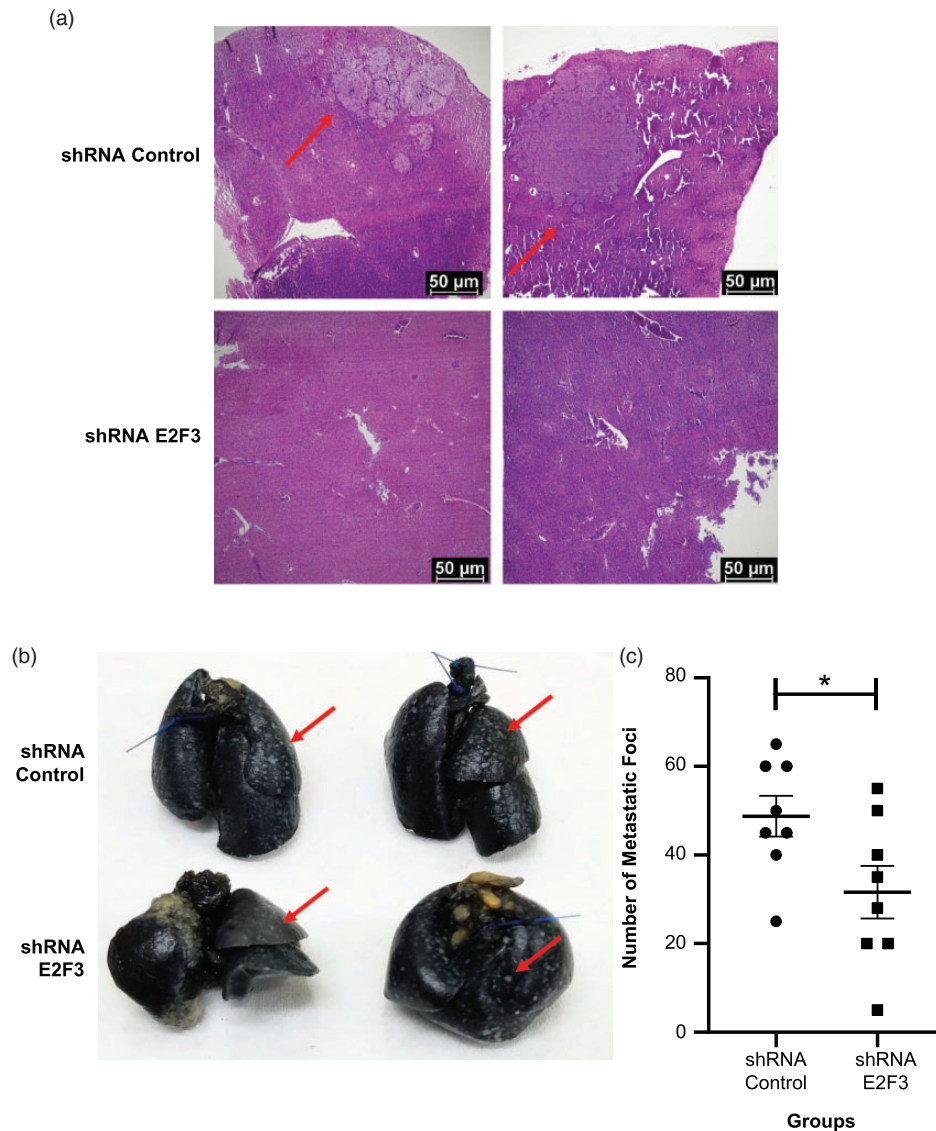 (a)
shRNA Control
50 µm
50 µm
shRNA E2F3
50 µm
50 µm
(b)
shRNA
Control
shRNA
E2F3
(c)
80
60
40
20
0
Number of Metastatic Foci
*
shRNA
Control
shRNA
E2F3
Groups